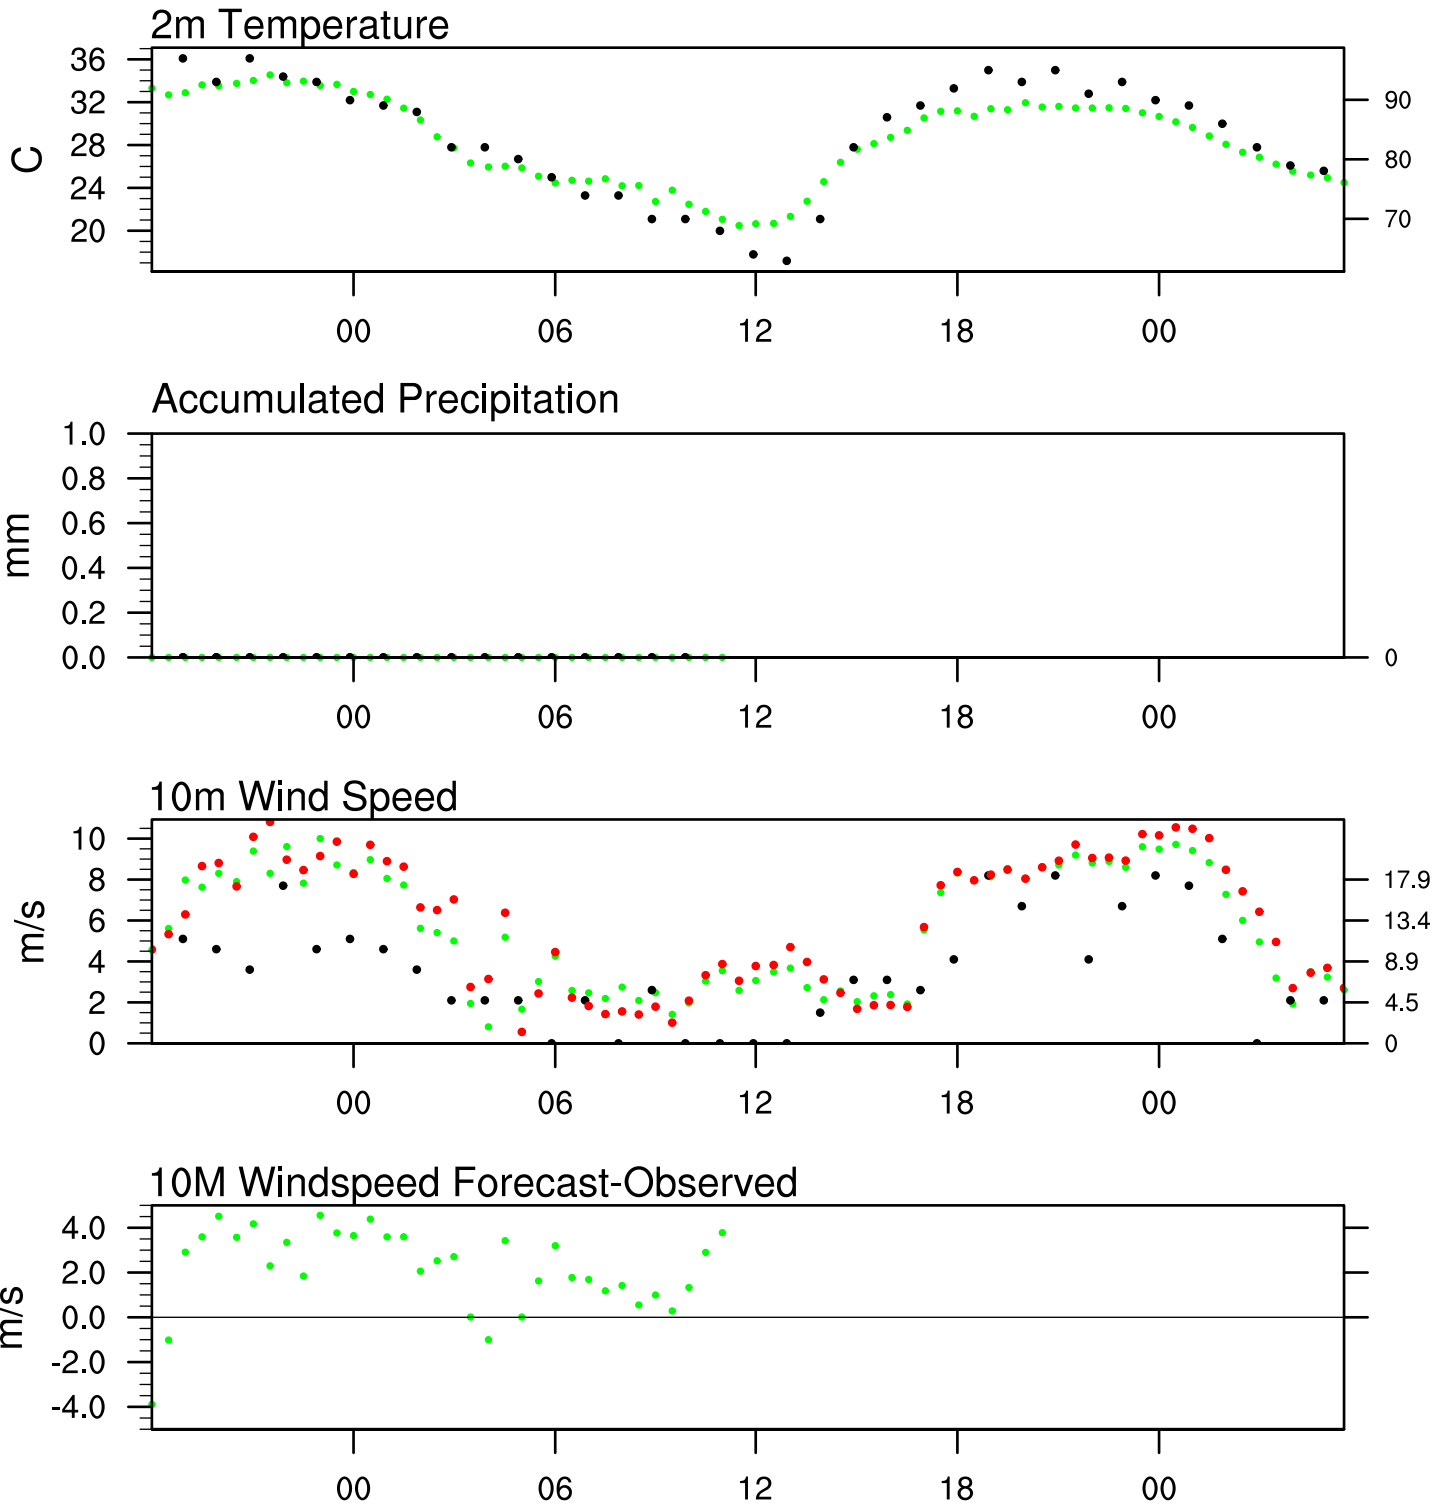 2m Temperature
36
32
28
24
20
C
90
80
70
00 06 12 18 00
Accumulated Precipitation
1.0
0.8
0.6
0.4
0.2
0.0
mm
0
00 06 12 18 00
10m Wind Speed
10
8
6
4
2
0
m/s
17.9
13.4
8.9
4.5
0
00 06 12 18 00
10M Windspeed Forecast-Observed
4.0
2.0
0.0
-2.0
-4.0
m/s
00 06 12 18 00